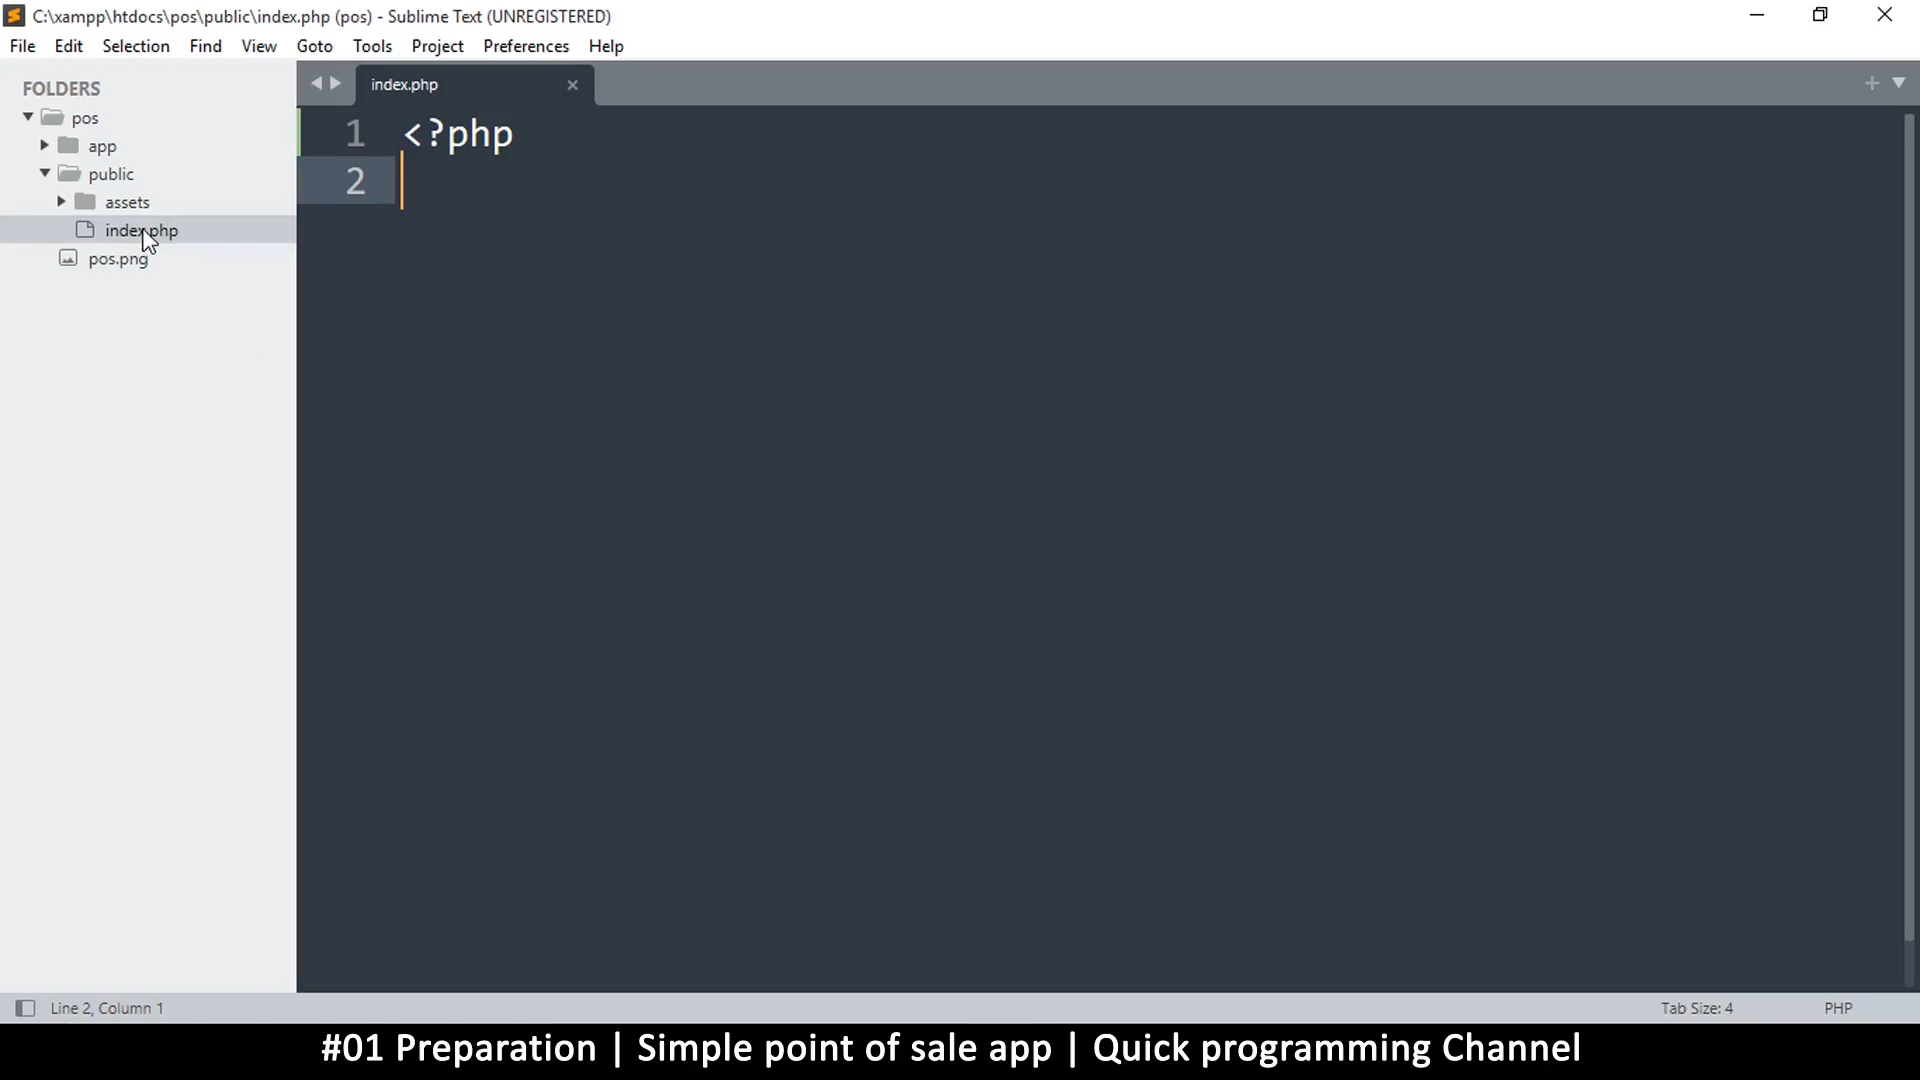 C:\xampp\htdocs\pos\public\index.php (pos) - Sublime Text (UNREGISTERED)
File Edit Selection Find View Goto Tools Project Preferences Help
FOLDERS
pos
app
public
assets
index.php
pos.png
index.php
1 <?php
2
Line 2, Column 1
Tab Size: 4
PHP
#01 Preparation | Simple point of sale app | Quick programming Channel